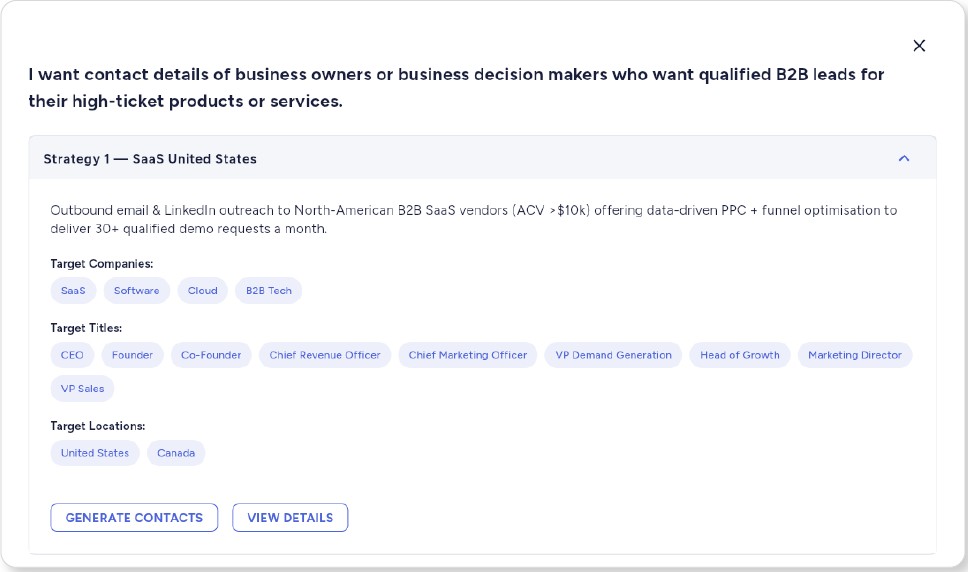 I want contact details of business owners or business decision makers who want qualified B2B leads for
their high-ticket products or services.
Strategy 1 — SaaS United States
Outbound email & LinkedIn outreach to North-American B2B SaaS vendors (ACV >$10k) offering data-driven PPC + funnel optimisation to
deliver 30+ qualified demo requests a month.
Target Companies:
SaaS Software Cloud B2B Tech
Target Titles:
CEO Founder Co-Founder Chief Revenue Officer Chief Marketing Officer VP Demand Generation Head of Growth Marketing Director
VP Sales
Target Locations:
United States Canada
GENERATE CONTACTS VIEW DETAILS